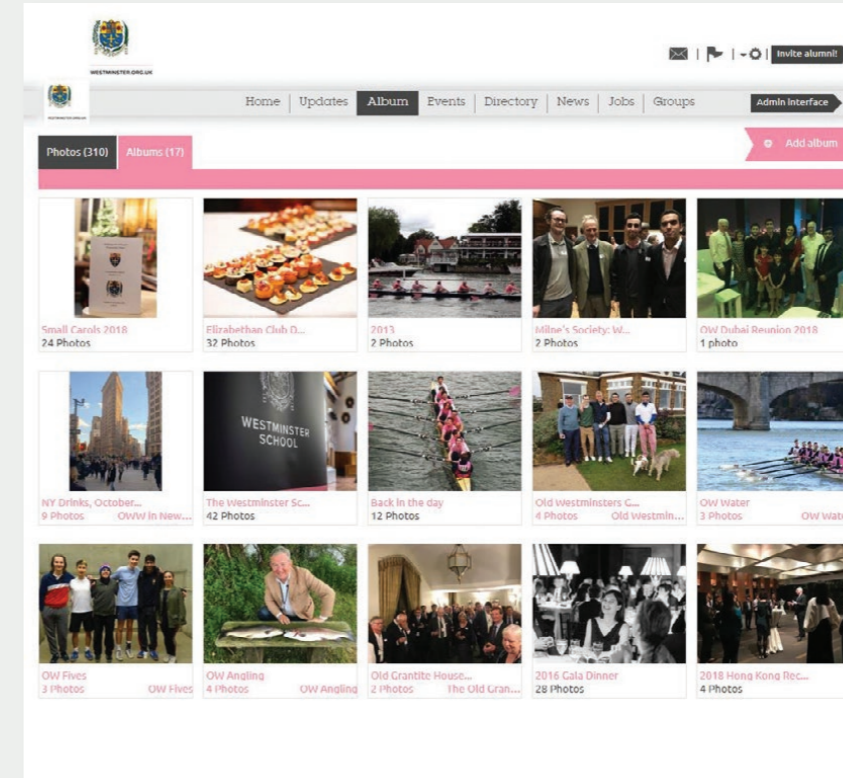 WESTMINSTER.ORG.UK
Invite alumni!
Home
Updates
Album
Events
Directory
News
Jobs
Groups
Admin Interface
Photos (310)
Albums (17)
Add album
Small Carols 2018
24 Photos
Elizabethan Club D...
32 Photos
2013
2 Photos
Milne's Society: W...
2 Photos
OW Dubai Reunion 2018
1 photo
WESTMINSTER
SCHOOL
NY Drinks, October...
9 Photos OWW in New...
The Westminster Sc...
42 Photos
Back in the day
12 Photos
Old Westminsters G...
4 Photos Old Westmin...
OW Water
3 Photos OW Wat
OW Fives
3 Photos OW Fives
OW Angling
4 Photos OW Angling
Old Grantite House...
2 Photos The Old Gran...
2016 Gala Dinner
28 Photos
2018 Hong Kong Rec...
4 Photos